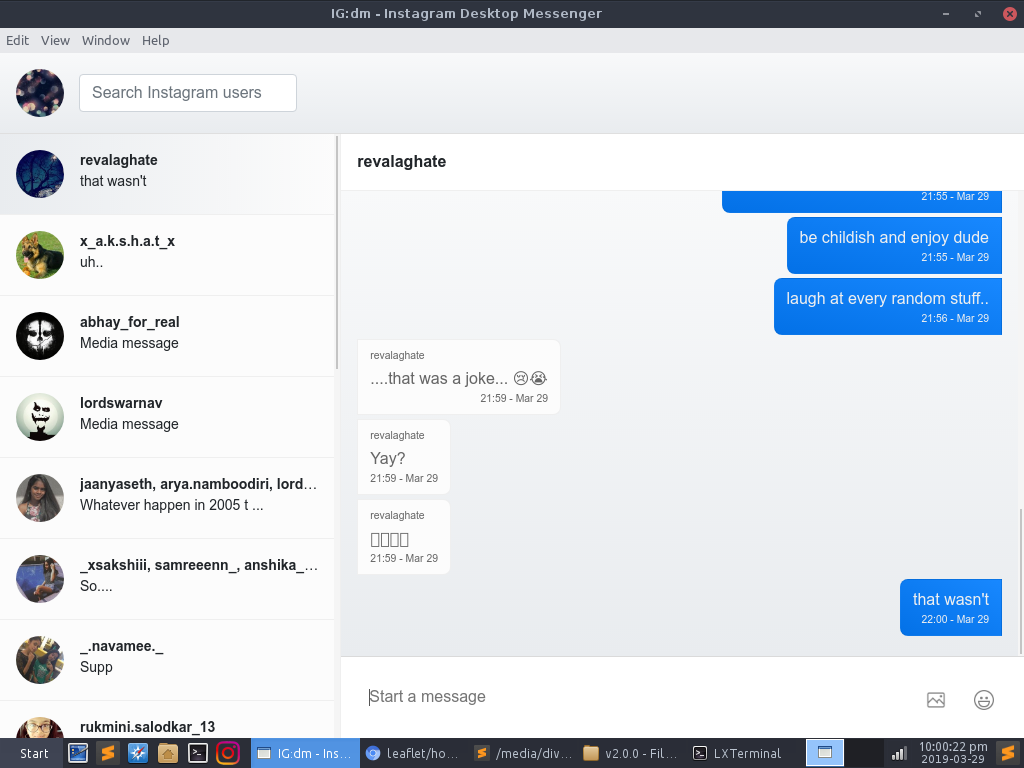 IG:dm - Instagram Desktop Messenger
Edit View Window Help
Search Instagram users
revalaghate
that wasn't
x_a.k.s.h.a.t_x
uh..
abhay_for_real
Media message
lordswarnav
Media message
jaanyaseth, arya.namboodiri, lord...
Whatever happen in 2005 t ...
_xsakshiii, samreeenn_, anshika_...
So....
_.navamee._
Supp
rukmini.salodkar_13
revalaghate
21:55 - Mar 29
be childish and enjoy dude
21:55 - Mar 29
laugh at every random stuff..
21:56 - Mar 29
revalaghate
....that was a joke... 😢😭
21:59 - Mar 29
revalaghate
Yay?
21:59 - Mar 29
revalaghate
21:59 - Mar 29
that wasn't
22:00 - Mar 29
Start a message
Start
IG:dm - Ins...
leaflet/ho...
/media/div...
v2.0.0 - Fil...
LXTerminal
10:00:22 pm
2019-03-29